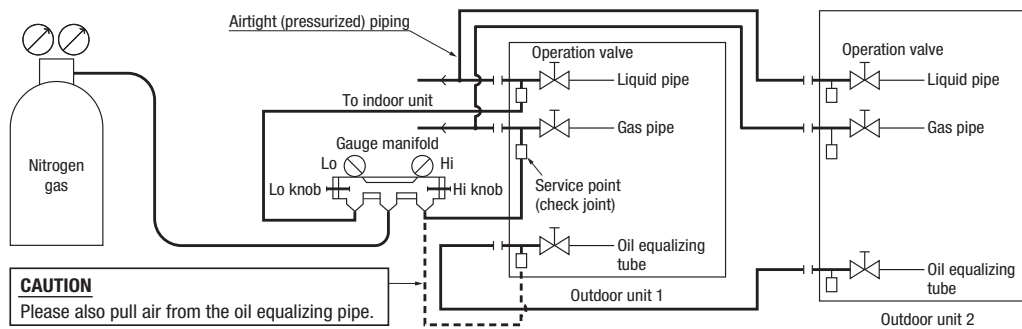 Airtight (pressurized) piping
Operation valve
Liquid pipe
To indoor unit
Gas pipe
Gauge manifold
Lo
Hi
Lo knob
Hi knob
Service point
(check joint)
Nitrogen
gas
Oil equalizing
tube
Outdoor unit 1
CAUTION
Please also pull air from the oil equalizing pipe.
Operation valve
Liquid pipe
Gas pipe
Oil equalizing
tube
Outdoor unit 2